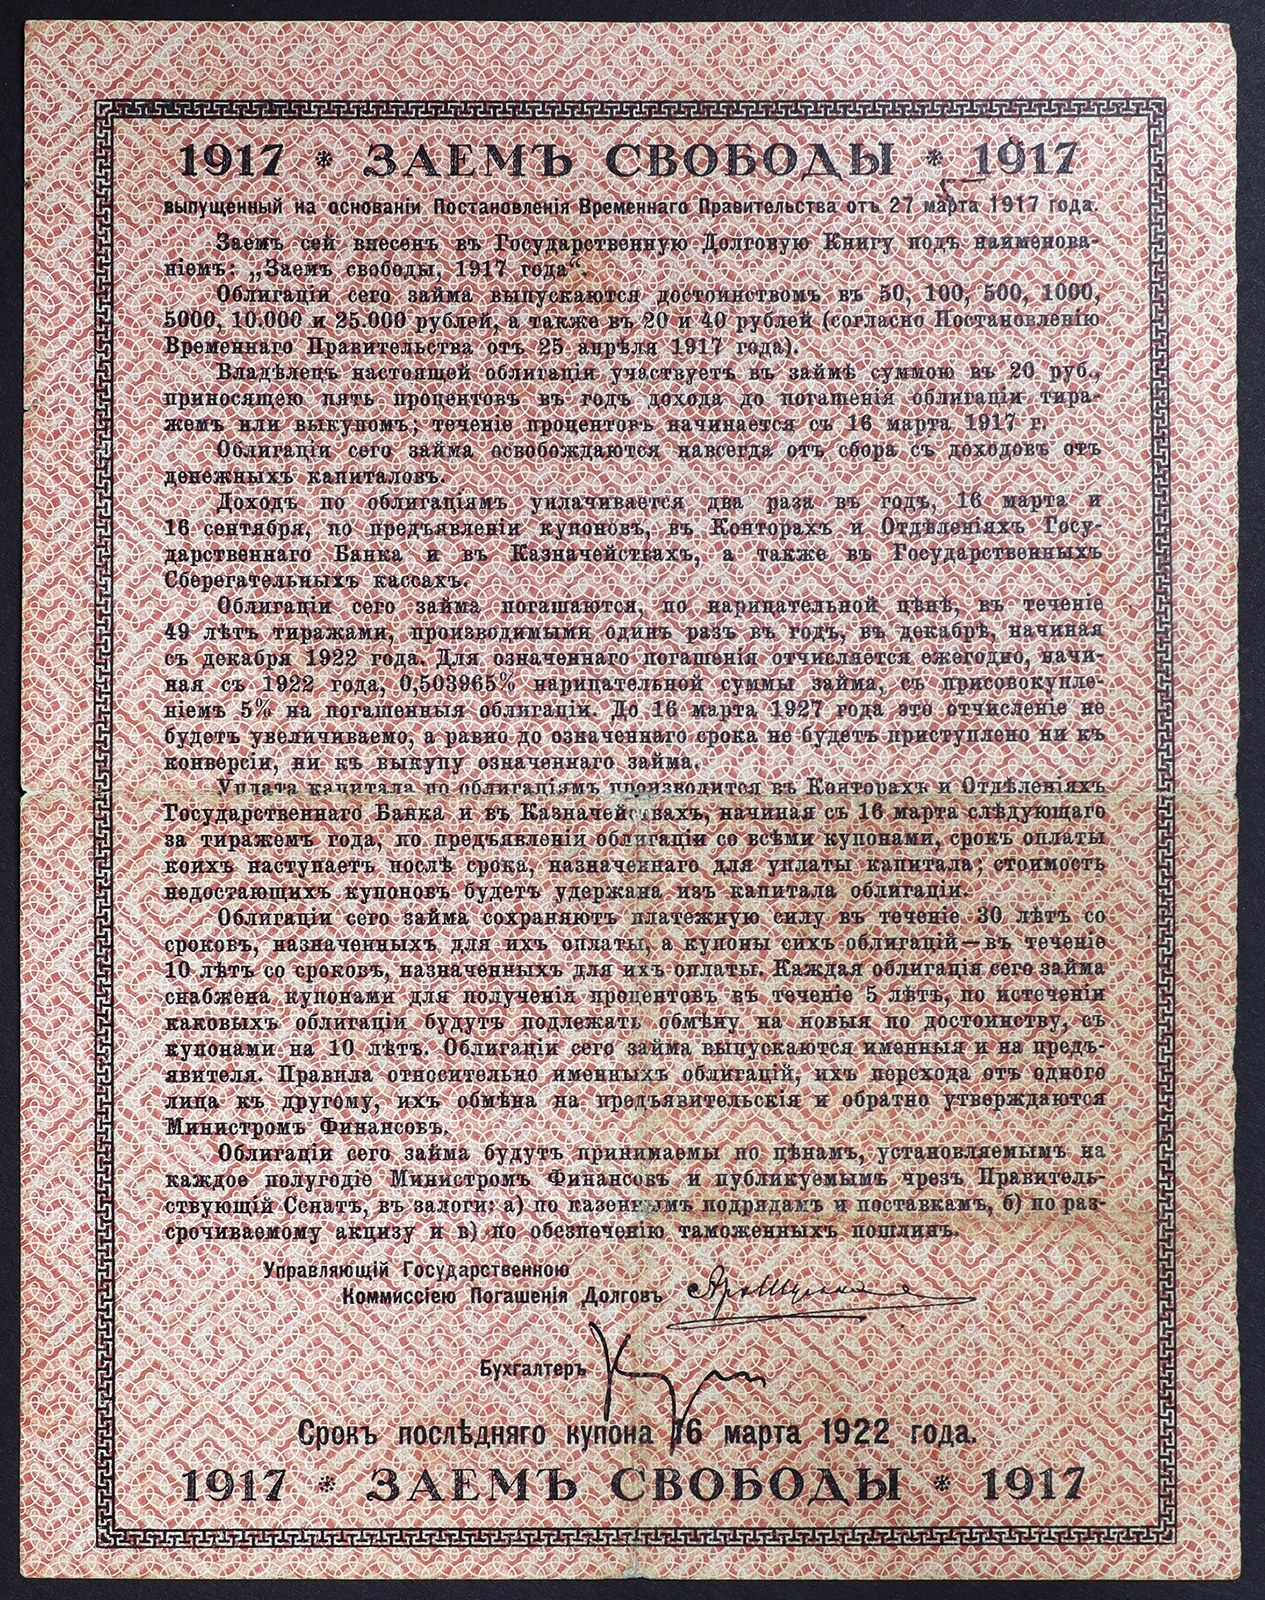 1917 * ЗАЕМЪ СВОБОДЫ * 1917
выпущенный на основаніи Постановленія Временнаго Правительства отъ 27 марта 1917 года.
Заемъ сей внесенъ въ Государственную Долговую Книгу подъ наименова-
ніемъ: „Заемъ свободы, 1917 года“.
Облигаціи сего займа выпускаются достоинствомъ въ 50, 100, 500, 1000,
5000, 10.000 и 25.000 рублей, а также въ 20 и 40 рублей (согласно Постановленію
Временнаго Правительства отъ 25 апрѣля 1917 года).
Владѣлецъ настоящей облигаціи участвуетъ въ займѣ суммою въ 20 руб.,
приносящею пять процентовъ въ годъ дохода до погашенія облигаціи тира-
жемъ или выкупомъ; теченіе процентовъ начинается съ 16 марта 1917 г.
Облигаціи сего займа освобождаются навсегда отъ сбора съ доходовъ отъ
денежныхъ капиталовъ.
Доходъ по облигаціямъ уплачивается два раза въ годъ, 16 марта и
16 сентября, по предъявленіи купоновъ, въ Конторахъ и Отдѣленіяхъ Госу-
дарственнаго Банка и въ Казначействахъ, а также въ Государственныхъ
Сберегательныхъ кассахъ.
Облигаціи сего займа погашаются, по нарицательной цѣнѣ, въ теченіе
49 лѣтъ тиражами, производимыми одинъ разъ въ годъ, въ декабрѣ, начиная
съ декабря 1922 года. Для означеннаго погашенія отчисляется ежегодно, начи-
ная съ 1922 года, 0,503965% нарицательной суммы займа, съ присовокупле-
ніемъ 5% на погашенныя облигаціи. До 16 марта 1927 года это отчисленіе не
будетъ увеличиваемо, а равно до означеннаго срока не будетъ приступлено ни къ
конверсіи, ни къ выкупу означеннаго займа.
Уплата капитала по облигаціямъ производится въ Конторахъ и Отдѣленіяхъ
Государственнаго Банка и въ Казначействахъ, начиная съ 16 марта слѣдующаго
за тиражемъ года, по предъявленіи облигаціи со всѣми купонами, срокъ оплаты
коихъ наступаетъ послѣ срока, назначеннаго для уплаты капитала; стоимость
недостающихъ купоновъ будетъ удержана изъ капитала облигаціи.
Облигаціи сего займа сохраняютъ платежную силу въ теченіе 30 лѣтъ со
сроковъ, назначенныхъ для ихъ оплаты, а купоны сихъ облигацій — въ теченіе
10 лѣтъ со сроковъ, назначенныхъ для ихъ оплаты. Каждая облигація сего займа
снабжена купонами для полученія процентовъ въ теченіе 5 лѣтъ, по истеченіи
каковыхъ облигаціи будутъ подлежать обмѣну на новыя по достоинству, съ
купонами на 10 лѣтъ. Облигаціи сего займа выпускаются именныя и на предъ-
явителя. Правила относительно именныхъ облигацій, ихъ перехода отъ одного
лица къ другому, ихъ обмѣна на предъявительскія и обратно утверждаются
Министромъ Финансовъ.
Облигаціи сего займа будутъ принимаемы по цѣнамъ, установляемымъ на
каждое полугодіе Министромъ Финансовъ и публикуемымъ чрезъ Правитель-
ствующій Сенатъ, въ залоги: а) по казеннымъ подрядамъ и поставкамъ, б) по раз-
срочиваемому акцизу и в) по обезпеченію таможенныхъ пошлинъ.
Управляющій Государственною
Коммиссіею Погашенія Долговъ
Бухгалтеръ
Срокъ послѣдняго купона 16 марта 1922 года.
1917 * ЗАЕМЪ СВОБОДЫ * 1917